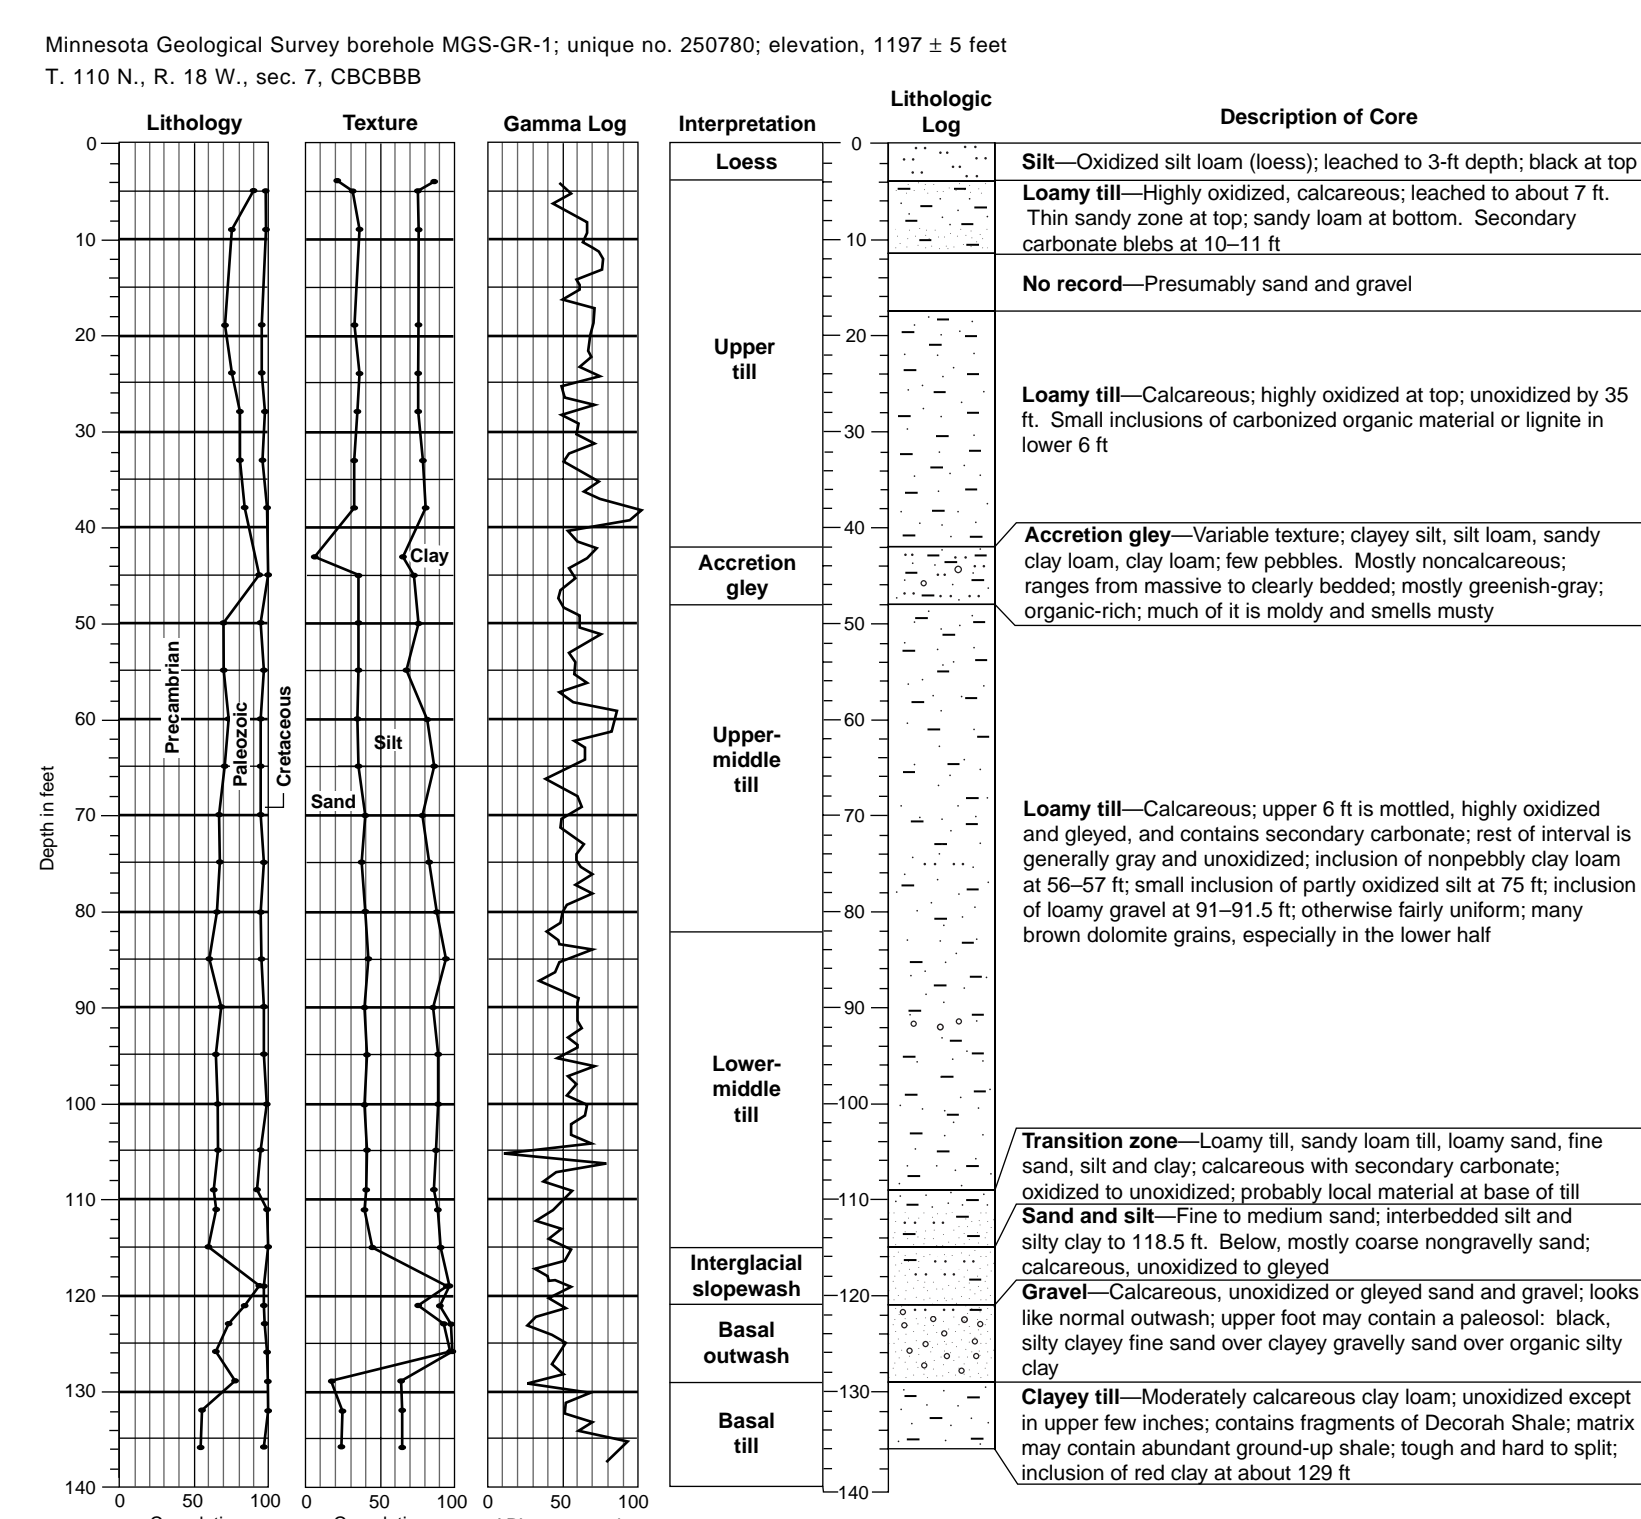 Minnesota Geological Survey borehole MGS-GR-1; unique no. 250780; elevation, 1197 ± 5 feet
T. 110 N., R. 18 W., sec. 7, CBCBBB
Lithology
Texture
Gamma Log
Interpretation
Lithologic
Log
Description of Core
0
10
20
30
40
50
60
70
80
90
100
110
120
130
140
Depth in feet
Precambrian
Paleozoic
Cretaceous
0 50 100
Clay
Silt
Sand
0 50 100
0 50 100
Loess
Upper
till
Accretion
gley
Upper-
middle
till
Lower-
middle
till
Interglacial
slopewash
Basal
outwash
Basal
till
0
10
20
30
40
50
60
70
80
90
100
110
120
130
140
Silt—Oxidized silt loam (loess); leached to 3-ft depth; black at top
Loamy till—Highly oxidized, calcareous; leached to about 7 ft.
Thin sandy zone at top; sandy loam at bottom. Secondary
carbonate blebs at 10–11 ft
No record—Presumably sand and gravel
Loamy till—Calcareous; highly oxidized at top; unoxidized by 35
ft. Small inclusions of carbonized organic material or lignite in
lower 6 ft
Accretion gley—Variable texture; clayey silt, silt loam, sandy
clay loam, clay loam; few pebbles. Mostly noncalcareous;
ranges from massive to clearly bedded; mostly greenish-gray;
organic-rich; much of it is moldy and smells musty
Loamy till—Calcareous; upper 6 ft is mottled, highly oxidized
and gleyed, and contains secondary carbonate; rest of interval is
generally gray and unoxidized; inclusion of nonpebbly clay loam
at 56–57 ft; small inclusion of partly oxidized silt at 75 ft; inclusion
of loamy gravel at 91–91.5 ft; otherwise fairly uniform; many
brown dolomite grains, especially in the lower half
Transition zone—Loamy till, sandy loam till, loamy sand, fine
sand, silt and clay; calcareous with secondary carbonate;
oxidized to unoxidized; probably local material at base of till
Sand and silt—Fine to medium sand; interbedded silt and
silty clay to 118.5 ft. Below, mostly coarse nongravelly sand;
calcareous, unoxidized to gleyed
Gravel—Calcareous, unoxidized or gleyed sand and gravel; looks
like normal outwash; upper foot may contain a paleosol: black,
silty clayey fine sand over clayey gravelly sand over organic silty
clay
Clayey till—Moderately calcareous clay loam; unoxidized except
in upper few inches; contains fragments of Decorah Shale; matrix
may contain abundant ground-up shale; tough and hard to split;
inclusion of red clay at about 129 ft